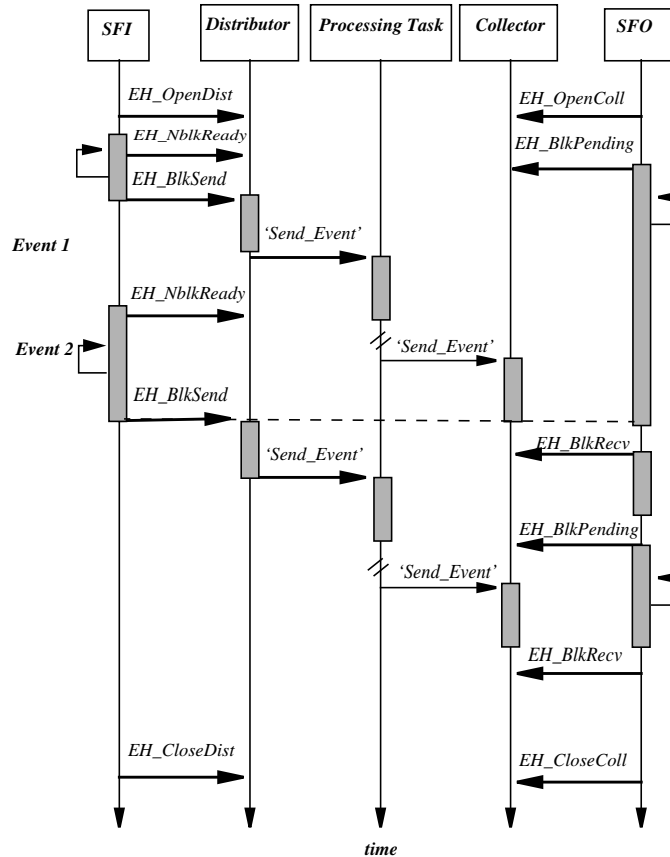 SFI
Distributor
Processing Task
Collector
SFO
EH_OpenDist
EH_OpenColl
EH_NblkReady
EH_BlkPending
EH_BlkSend
Event 1
‘Send_Event’
EH_NblkReady
Event 2
‘Send_Event’
EH_BlkSend
EH_BlkRecv
‘Send_Event’
EH_BlkPending
‘Send_Event’
EH_BlkRecv
EH_CloseDist
EH_CloseColl
time